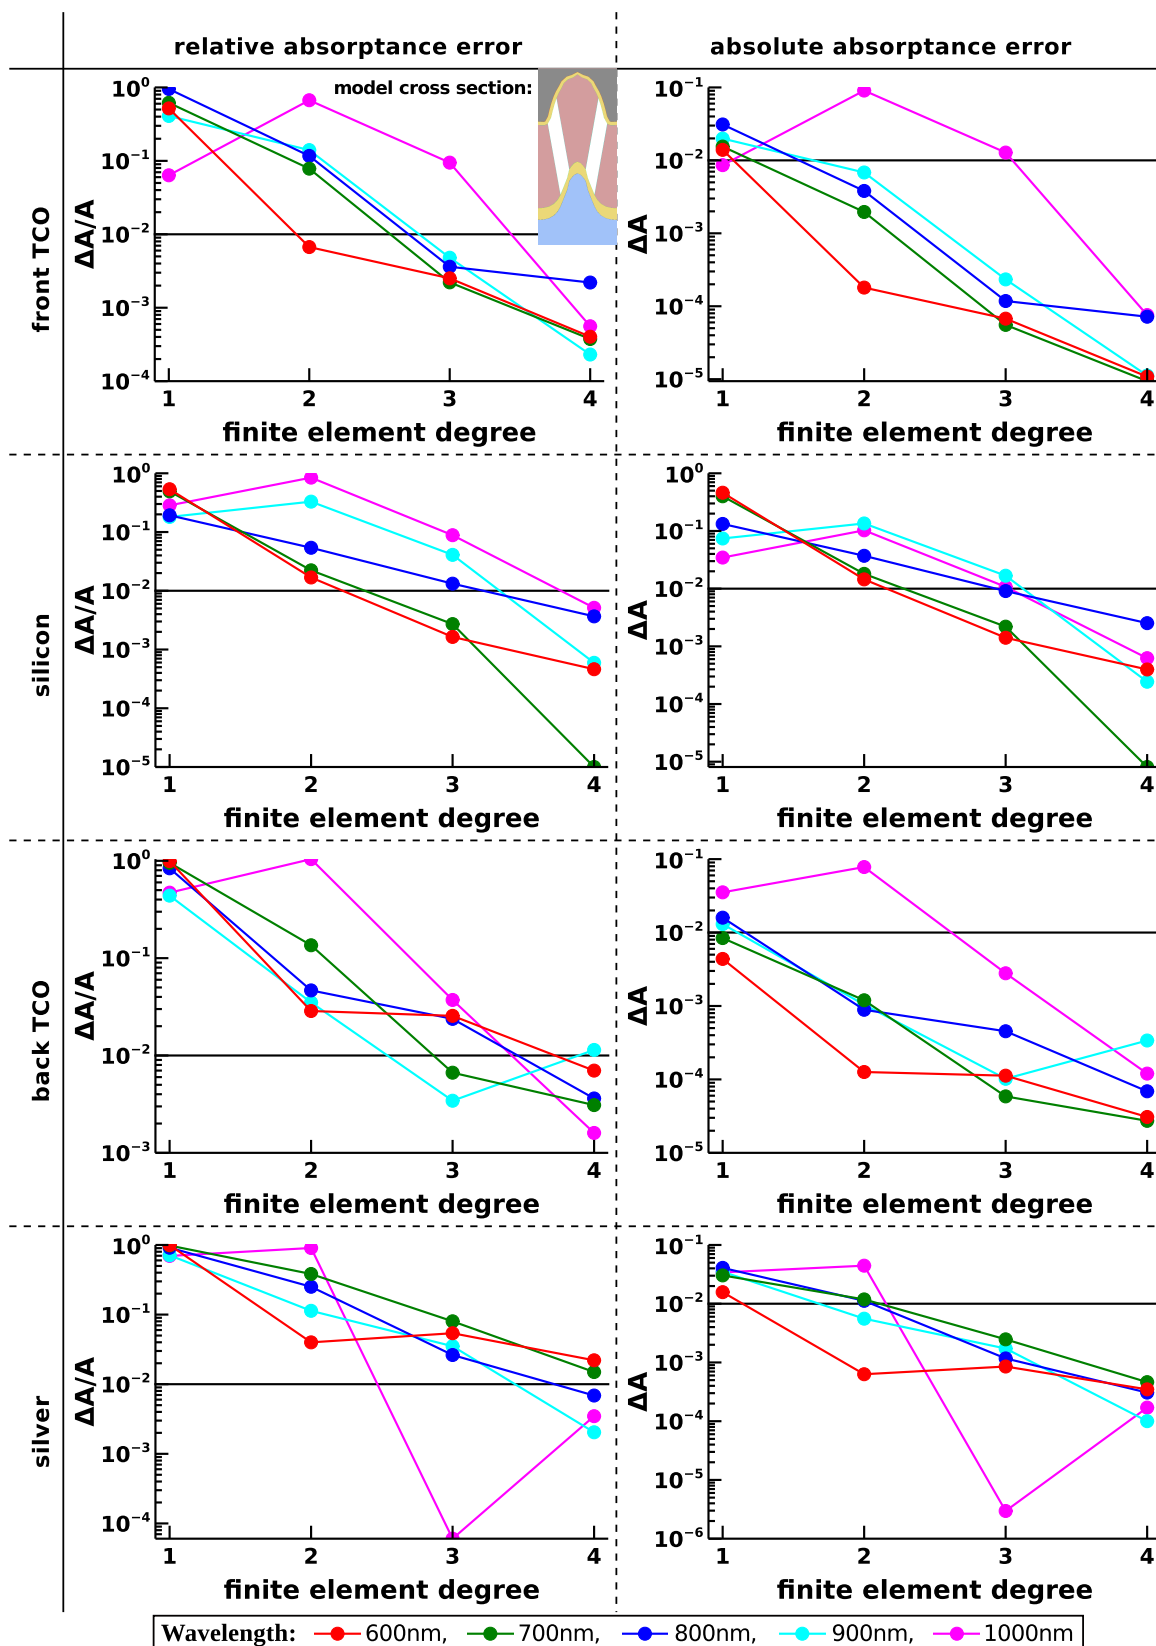 relative absorptance error
absolute absorptance error
model cross section:
front TCO
ΔA/A
10⁰
10⁻¹
10⁻²
10⁻³
10⁻⁴
1 2 3 4
finite element degree
ΔA
10⁻¹
10⁻²
10⁻³
10⁻⁴
10⁻⁵
1 2 3 4
finite element degree
silicon
ΔA/A
10⁰
10⁻¹
10⁻²
10⁻³
10⁻⁴
10⁻⁵
1 2 3 4
finite element degree
ΔA
10⁰
10⁻¹
10⁻²
10⁻³
10⁻⁴
10⁻⁵
1 2 3 4
finite element degree
back TCO
ΔA/A
10⁰
10⁻¹
10⁻²
10⁻³
1 2 3 4
finite element degree
ΔA
10⁻¹
10⁻²
10⁻³
10⁻⁴
10⁻⁵
1 2 3 4
finite element degree
silver
ΔA/A
10⁰
10⁻¹
10⁻²
10⁻³
10⁻⁴
1 2 3 4
finite element degree
ΔA
10⁻¹
10⁻²
10⁻³
10⁻⁴
10⁻⁵
10⁻⁶
1 2 3 4
finite element degree
Wavelength: 600nm, 700nm, 800nm, 900nm, 1000nm